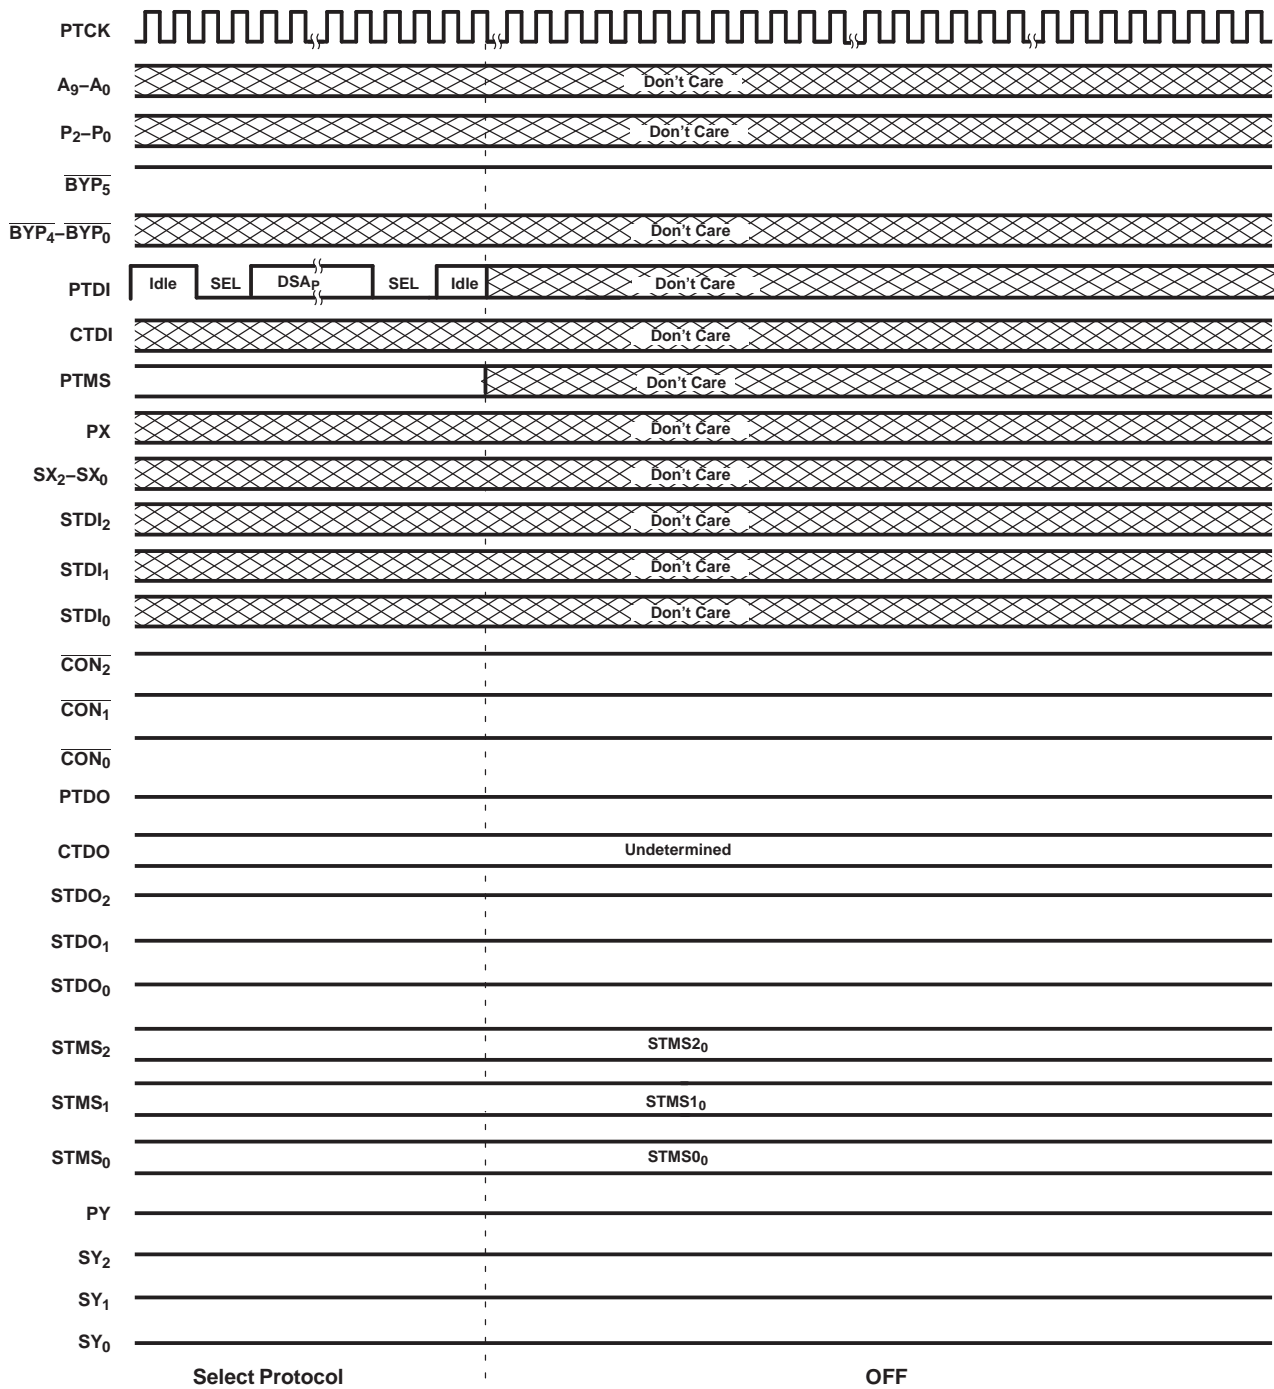 PTCK
A9–A0 Don't Care
P2–P0 Don't Care
BYP5
BYP4–BYP0 Don't Care
PTDI Idle SEL DSAP SEL Idle Don't Care
CTDI Don't Care
PTMS Don't Care
PX Don't Care
SX2–SX0 Don't Care
STDI2 Don't Care
STDI1 Don't Care
STDI0 Don't Care
CON2
CON1
CON0
PTDO
CTDO Undetermined
STDO2
STDO1
STDO0
STMS2 STMS20
STMS1 STMS10
STMS0 STMS00
PY
SY2
SY1
SY0
Select Protocol OFF